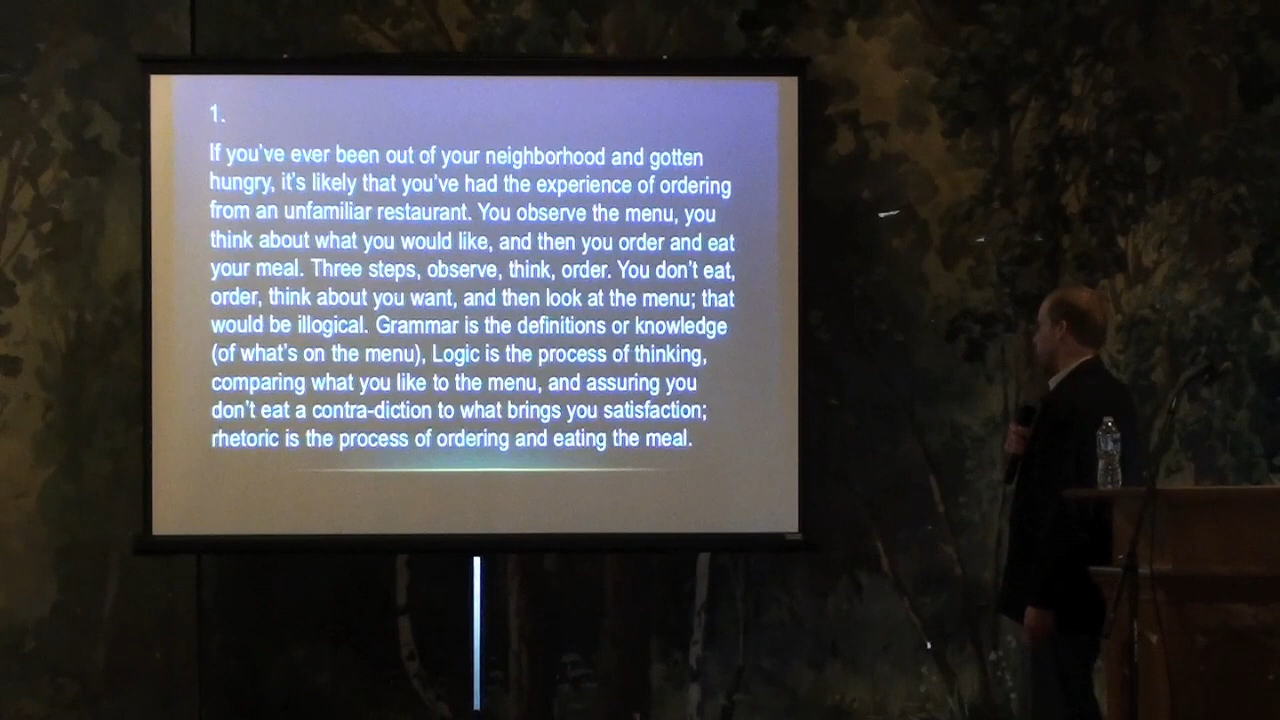 1.
If you've ever been out of your neighborhood and gotten
hungry, it's likely that you've had the experience of ordering
from an unfamiliar restaurant. You observe the menu, you
think about what you would like, and then you order and eat
your meal. Three steps, observe, think, order. You don't eat,
order, think about you want, and then look at the menu; that
would be illogical. Grammar is the definitions or knowledge
(of what's on the menu), Logic is the process of thinking,
comparing what you like to the menu, and assuring you
don't eat a contra-diction to what brings you satisfaction;
rhetoric is the process of ordering and eating the meal.